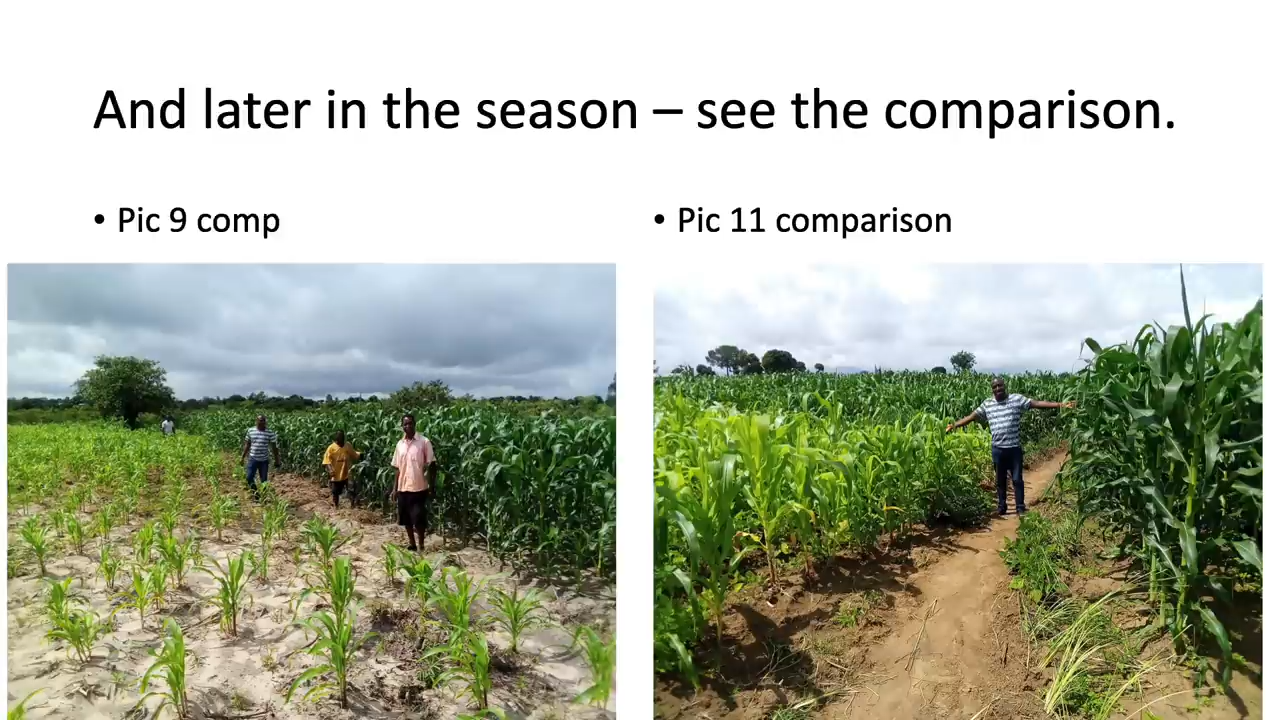 And later in the season – see the comparison.
• Pic 9 comp
• Pic 11 comparison